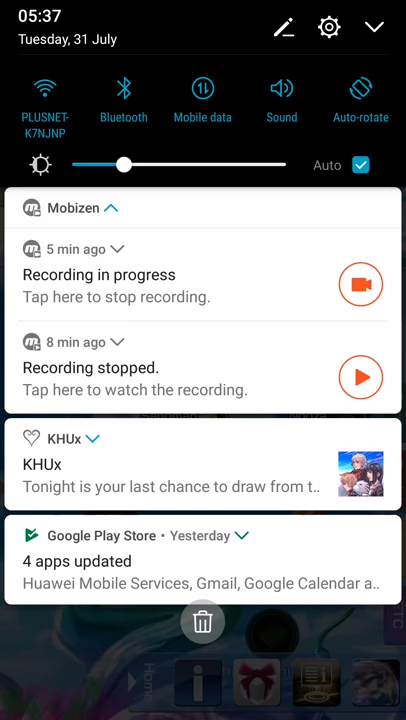 05:37
Tuesday, 31 July
PLUSNET-
K7NJNP
Bluetooth
Mobile data
Sound
Auto-rotate
Auto
Mobizen
5 min ago
Recording in progress
Tap here to stop recording.
8 min ago
Recording stopped.
Tap here to watch the recording.
KHUx
KHUx
Tonight is your last chance to draw from t..
Google Play Store • Yesterday
4 apps updated
Huawei Mobile Services, Gmail, Google Calendar a..
Home
ETC